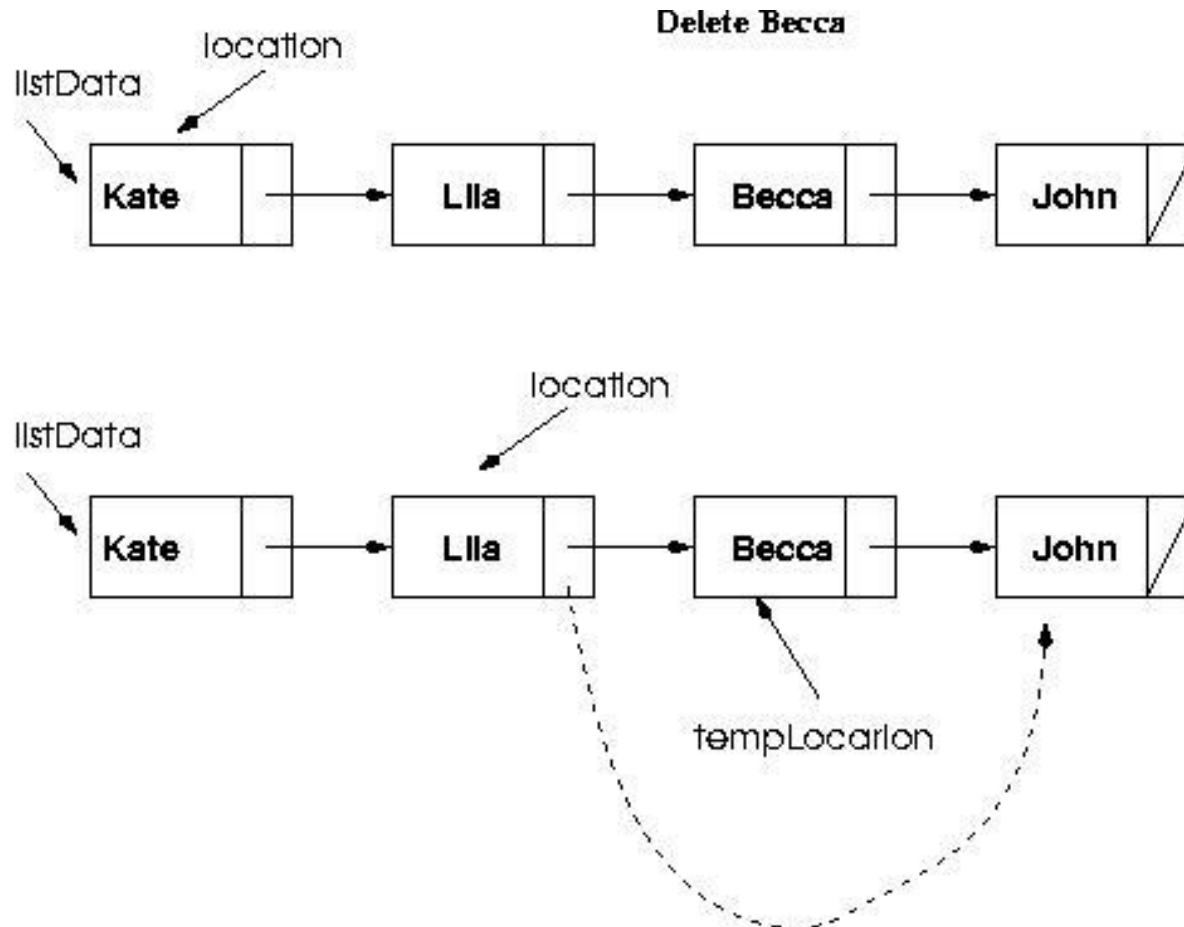 Delete Becca
location
listData
Kate
Lila
Becca
John
location
listData
Kate
Lila
Becca
John
tempLocarion